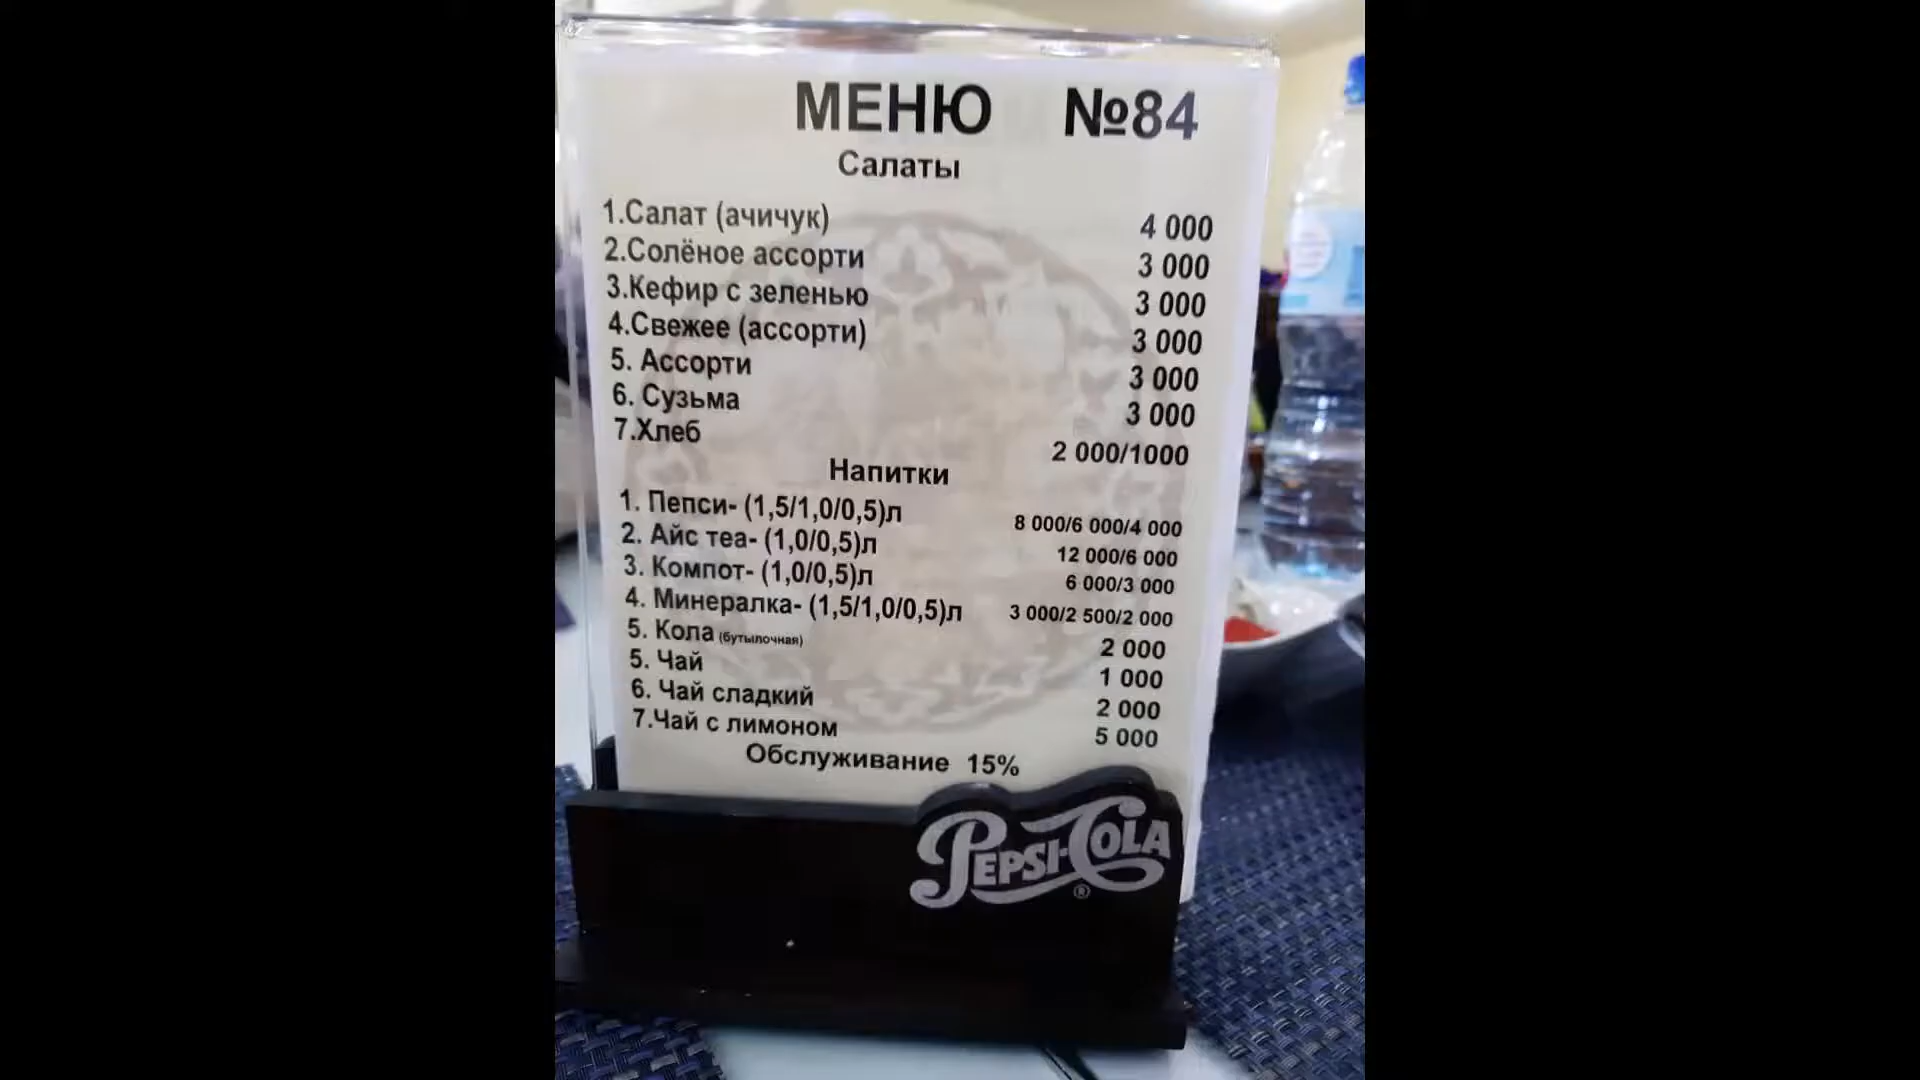 МЕНЮ №84
Салаты
1.Салат (ачичук) 4 000
2.Солёное ассорти 3 000
3.Кефир с зеленью 3 000
4.Свежее (ассорти) 3 000
5. Ассорти 3 000
6. Сузьма 3 000
7.Хлеб 2 000/1000
Напитки
1. Пепси- (1,5/1,0/0,5)л 8 000/6 000/4 000
2. Айс теа- (1,0/0,5)л 12 000/6 000
3. Компот- (1,0/0,5)л 6 000/3 000
4. Минералка- (1,5/1,0/0,5)л 3 000/2 500/2 000
5. Кола (бутылочная) 2 000
5. Чай 1 000
6. Чай сладкий 2 000
7.Чай с лимоном 5 000
Обслуживание 15%
PEPSI-COLA ®